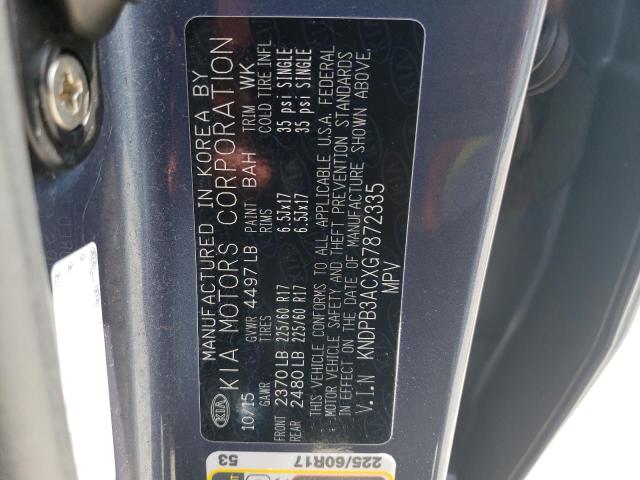 MANUFACTURED IN KOREA BY
KIA KIA MOTORS CORPORATION
10/15 GVWR 4497 LB PAINT BAH TRIM WK
GAWR TIRES RIMS COLD TIRE INFL
FRONT 2370 LB 225/60 R17 6.5Jx17 35 psi SINGLE
REAR 2480 LB 225/60 R17 6.5Jx17 35 psi SINGLE
THIS VEHICLE CONFORMS TO ALL APPLICABLE U.S.A. FEDERAL
MOTOR VEHICLE SAFETY AND THEFT PREVENTION STANDARDS
IN EFFECT ON THE DATE OF MANUFACTURE SHOWN ABOVE.
V.I.N KNDPB3ACXG7872335
MPV
225/60R17
53